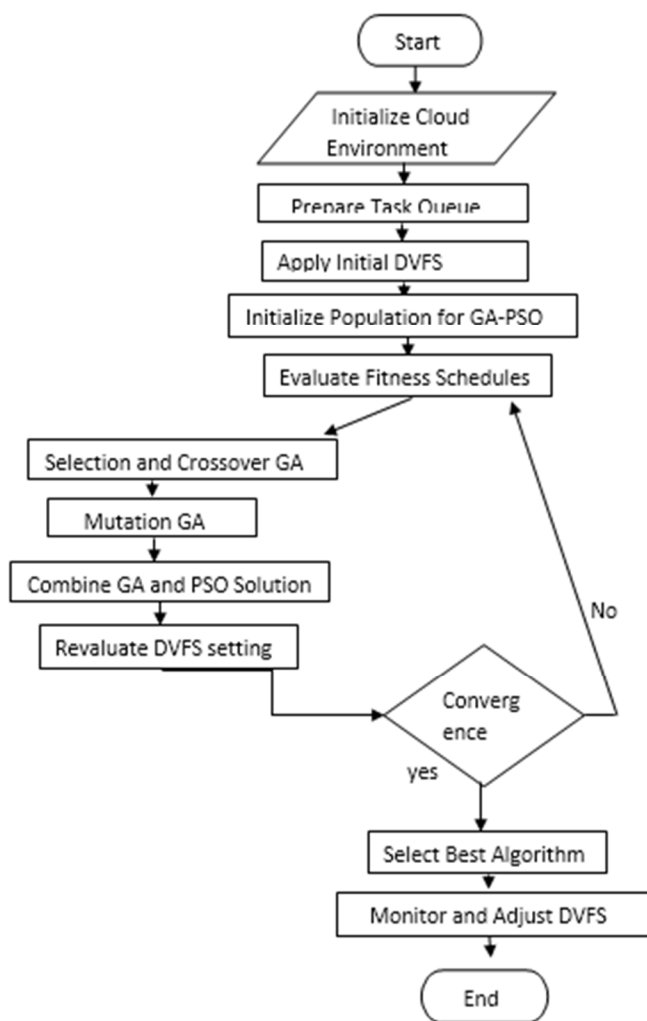 Start
Initialize Cloud
Environment
Prepare Task Queue
Apply Initial DVFS
Initialize Population for GA-PSO
Evaluate Fitness Schedules
Selection and Crossover GA
Mutation GA
Combine GA and PSO Solution
Revaluate DVFS setting
No
Converg
ence
yes
Select Best Algorithm
Monitor and Adjust DVFS
End